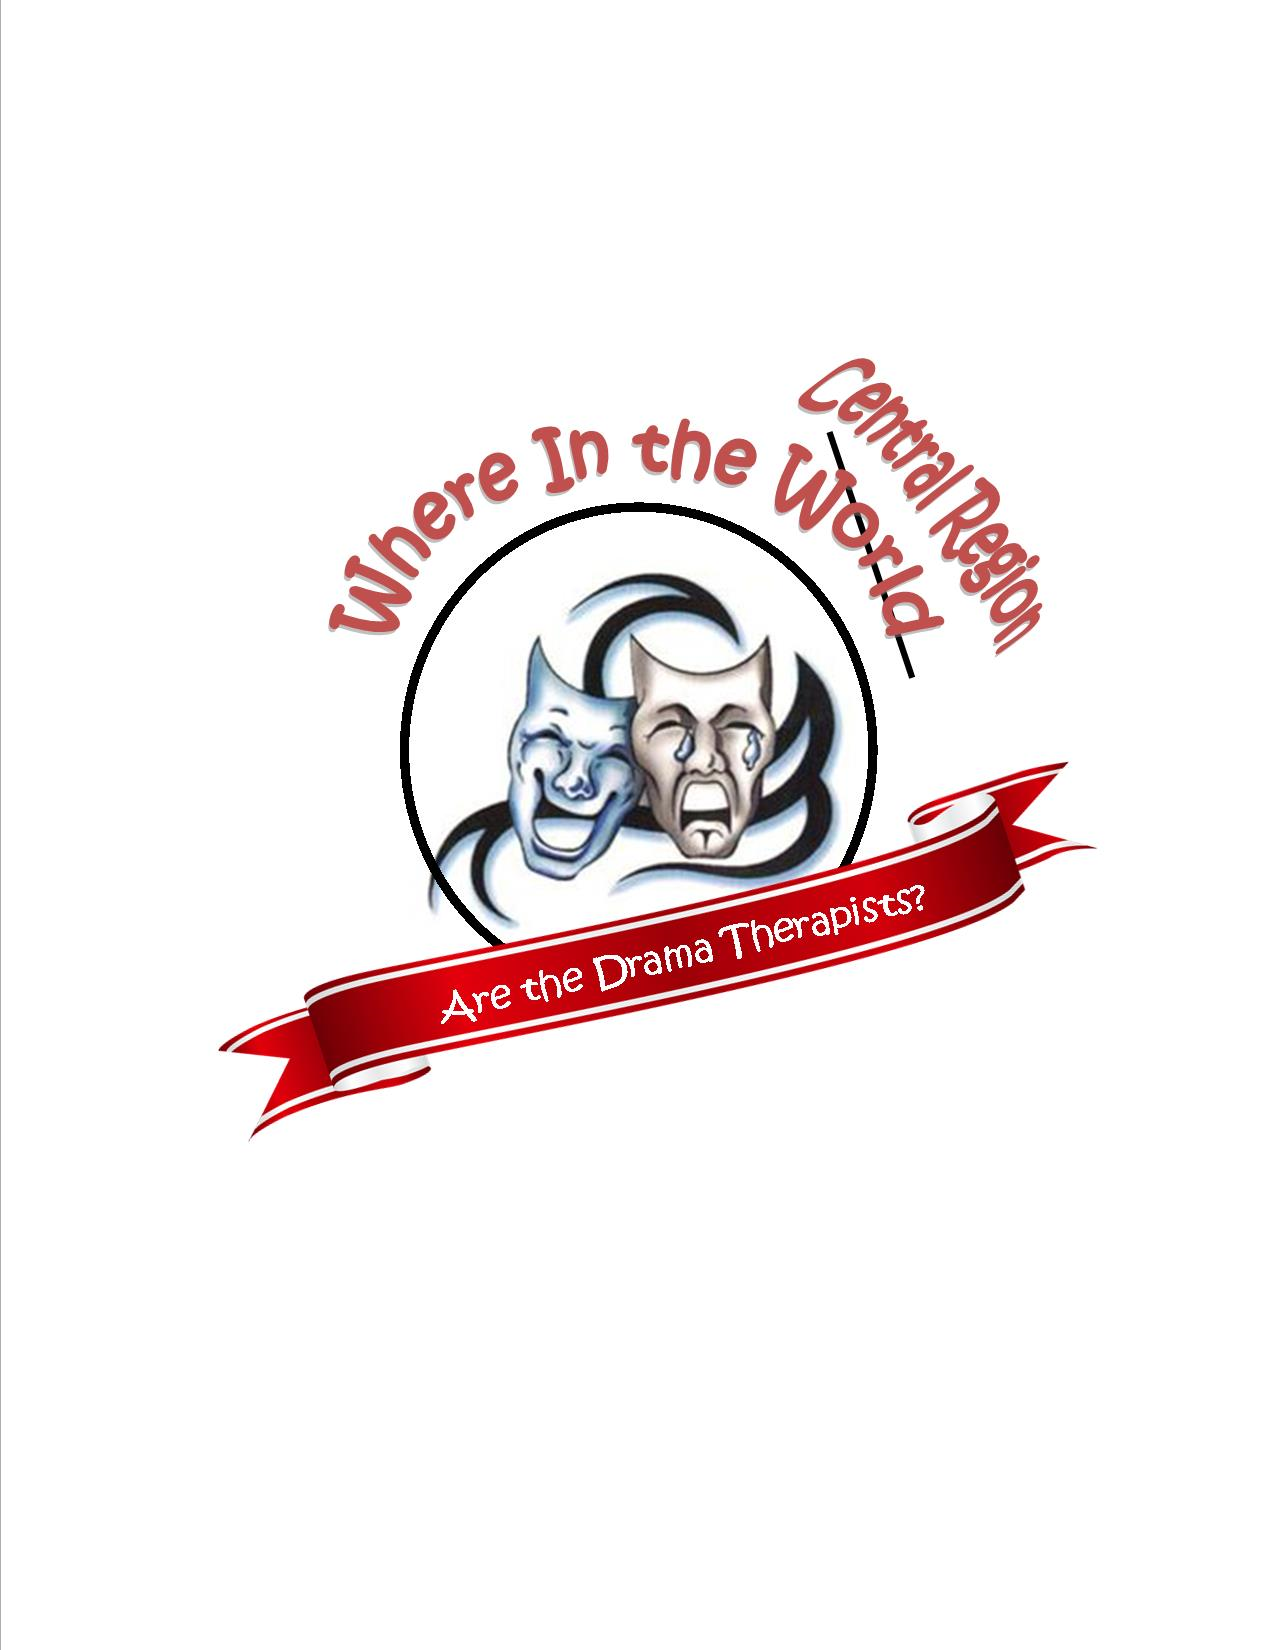 Where In the World
Central Region
Are the Drama Therapists?